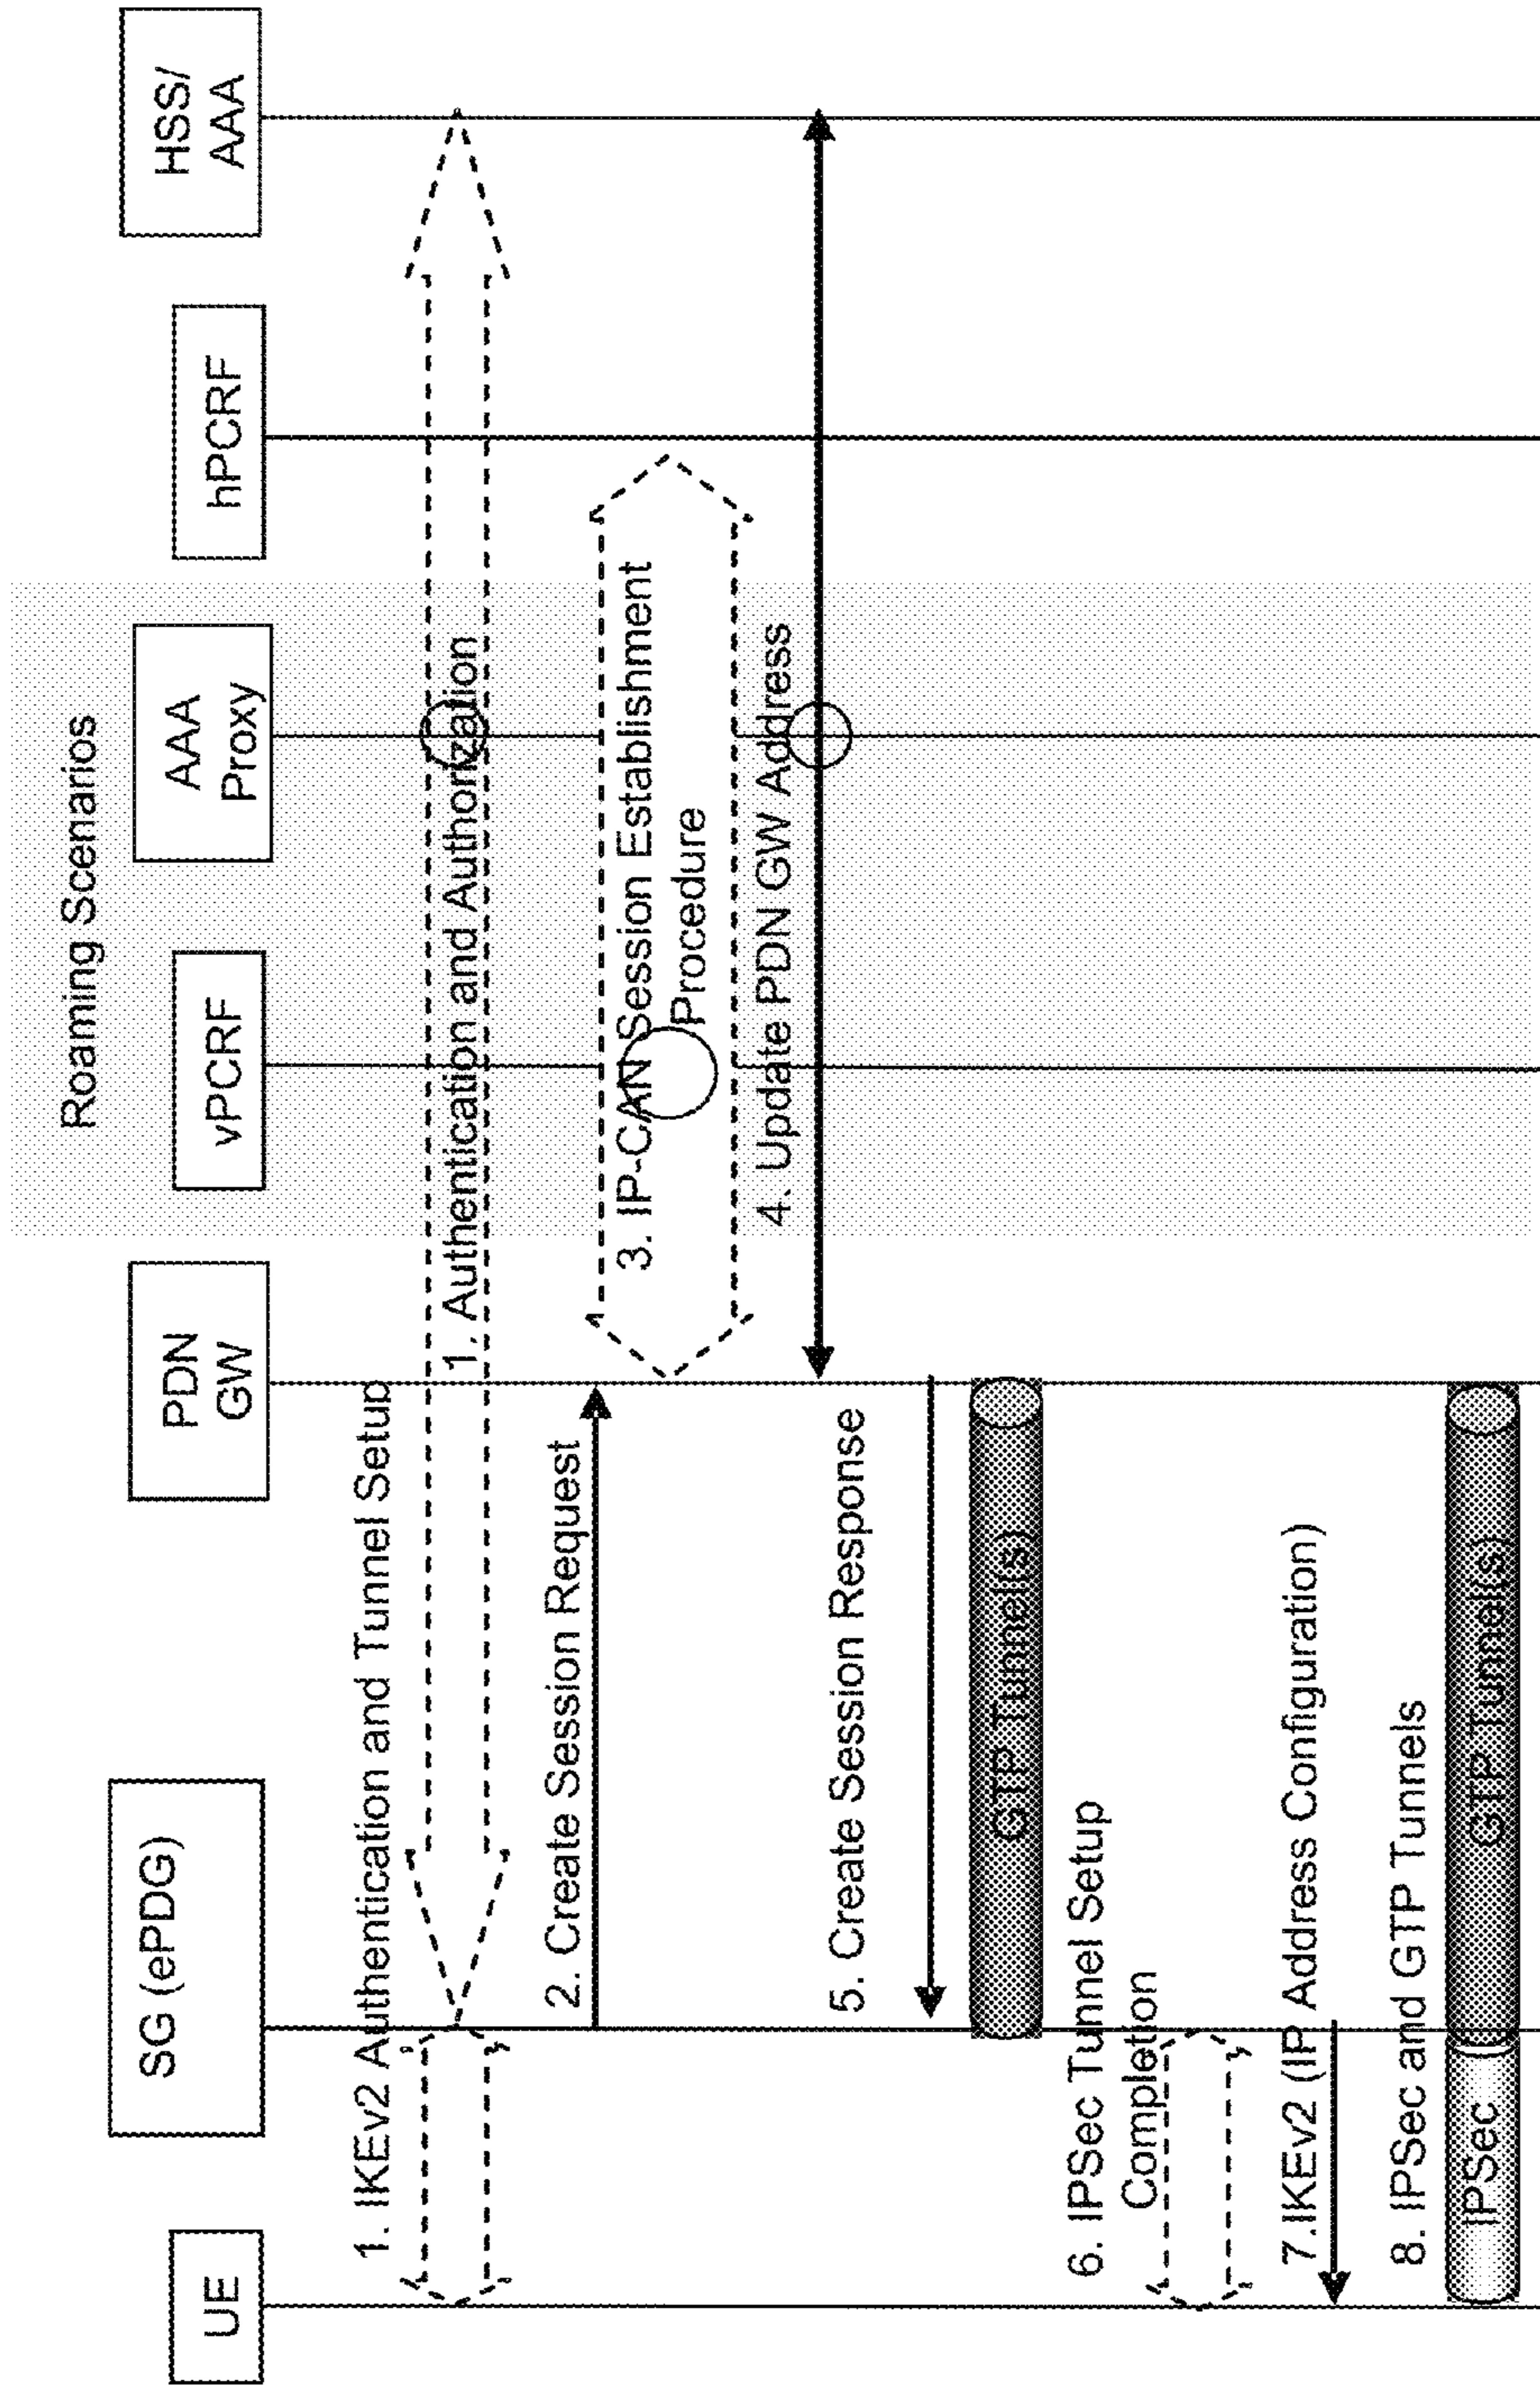 Roaming Scenarios
UE
SG (ePDG)
PDN
GW
vPCRF
AAA
Proxy
hPCRF
HSS/
AAA
1. IKEv2 Authentication and Tunnel Setup
1. Authentication and Authorization
2. Create Session Request
3. IP-CAN Session Establishment
Procedure
4. Update PDN GW Address
5. Create Session Response
GTP Tunnel(s)
6. IPSec Tunnel Setup
Completion
7.IKEv2 (IP Address Configuration)
8. IPSec and GTP Tunnels
IPSec
GTP Tunnel(s)